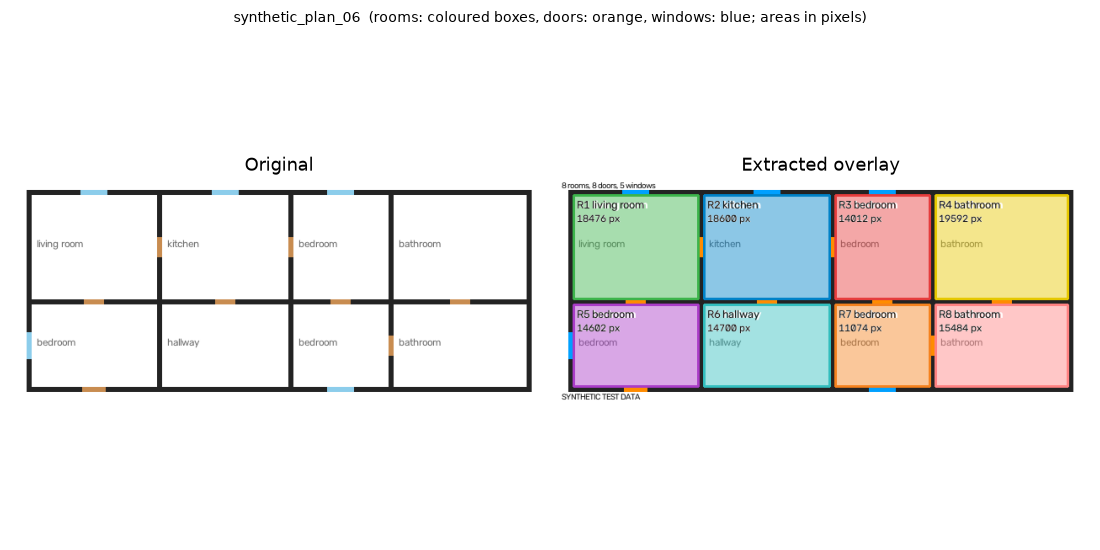 synthetic_plan_06 (rooms: coloured boxes, doors: orange, windows: blue; areas in pixels)
Original
living room
kitchen
bedroom
bathroom
bedroom
hallway
bedroom
bathroom
Extracted overlay
8 rooms, 8 doors, 5 windows
R1 living room
18476 px
living room
R2 kitchen
18600 px
kitchen
R3 bedroom
14012 px
bedroom
R4 bathroom
19592 px
bathroom
R5 bedroom
14602 px
bedroom
R6 hallway
14700 px
hallway
R7 bedroom
11074 px
bedroom
R8 bathroom
15484 px
bathroom
SYNTHETIC TEST DATA